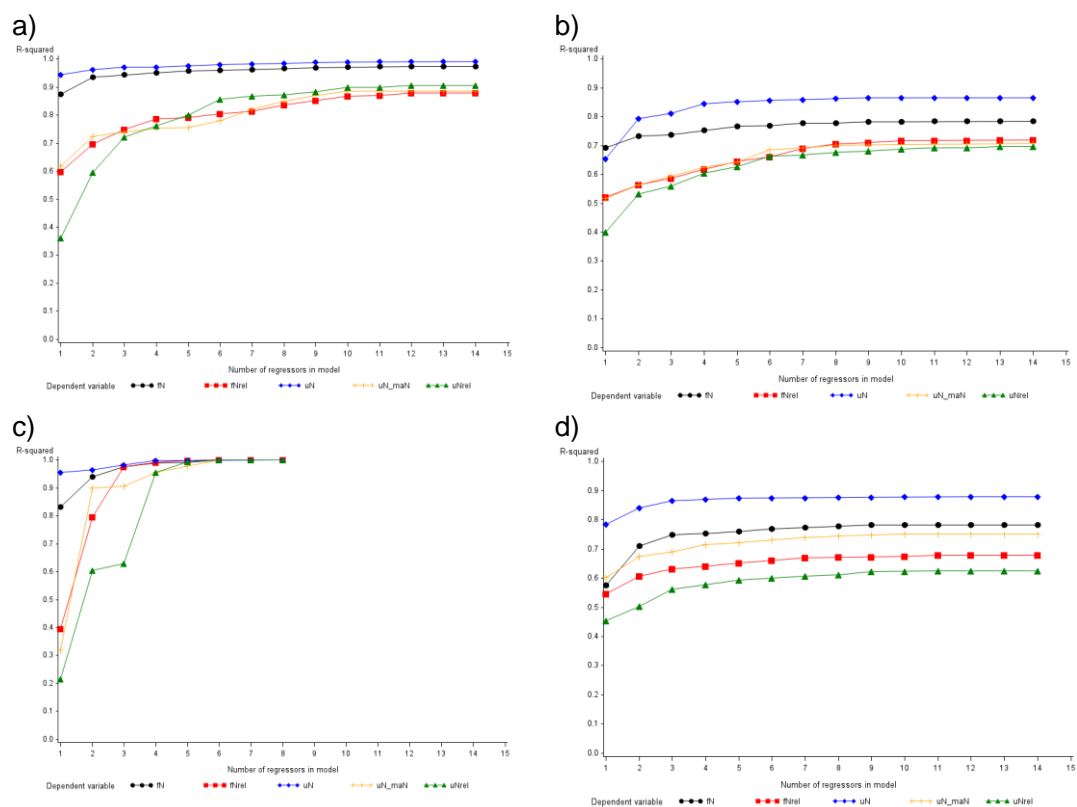 a)
R-squared
1.0
0.9
0.8
0.7
0.6
0.5
0.4
0.3
0.2
0.1
0.0
1 2 3 4 5 6 7 8 9 10 11 12 13 14 15
Number of regressors in model
Dependent variable fN fNrel uN uN_maN uNrel
b)
R-squared
1.0
0.9
0.8
0.7
0.6
0.5
0.4
0.3
0.2
0.1
0.0
1 2 3 4 5 6 7 8 9 10 11 12 13 14 15
Number of regressors in model
Dependent variable fN fNrel uN uN_maN uNrel
c)
R-squared
1.0
0.9
0.8
0.7
0.6
0.5
0.4
0.3
0.2
0.1
0.0
1 2 3 4 5 6 7 8 9 10 11 12 13 14 15
Number of regressors in model
Dependent variable fN fNrel uN uN_maN uNrel
d)
R-squared
1.0
0.9
0.8
0.7
0.6
0.5
0.4
0.3
0.2
0.1
0.0
1 2 3 4 5 6 7 8 9 10 11 12 13 14 15
Number of regressors in model
Dependent variable fN fNrel uN uN_maN uNrel